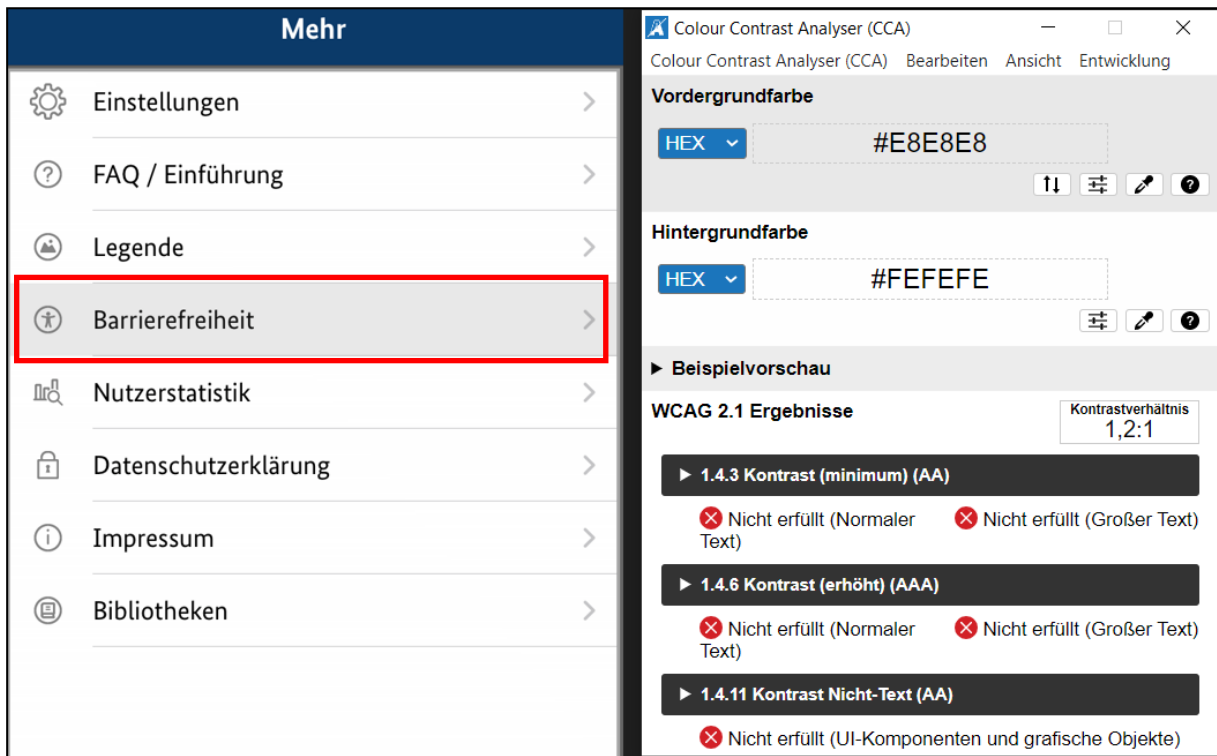 Mehr
Einstellungen
FAQ / Einführung
Legende
Barrierefreiheit
Nutzerstatistik
Datenschutzerklärung
Impressum
Bibliotheken
Colour Contrast Analyser (CCA)
Colour Contrast Analyser (CCA) Bearbeiten Ansicht Entwicklung
Vordergrundfarbe
HEX #E8E8E8
Hintergrundfarbe
HEX #FEFEFE
Beispielvorschau
WCAG 2.1 Ergebnisse
Kontrastverhältnis
1,2:1
1.4.3 Kontrast (minimum) (AA)
Nicht erfüllt (Normaler
Text)
Nicht erfüllt (Großer Text)
1.4.6 Kontrast (erhöht) (AAA)
Nicht erfüllt (Normaler
Text)
Nicht erfüllt (Großer Text)
1.4.11 Kontrast Nicht-Text (AA)
Nicht erfüllt (UI-Komponenten und grafische Objekte)